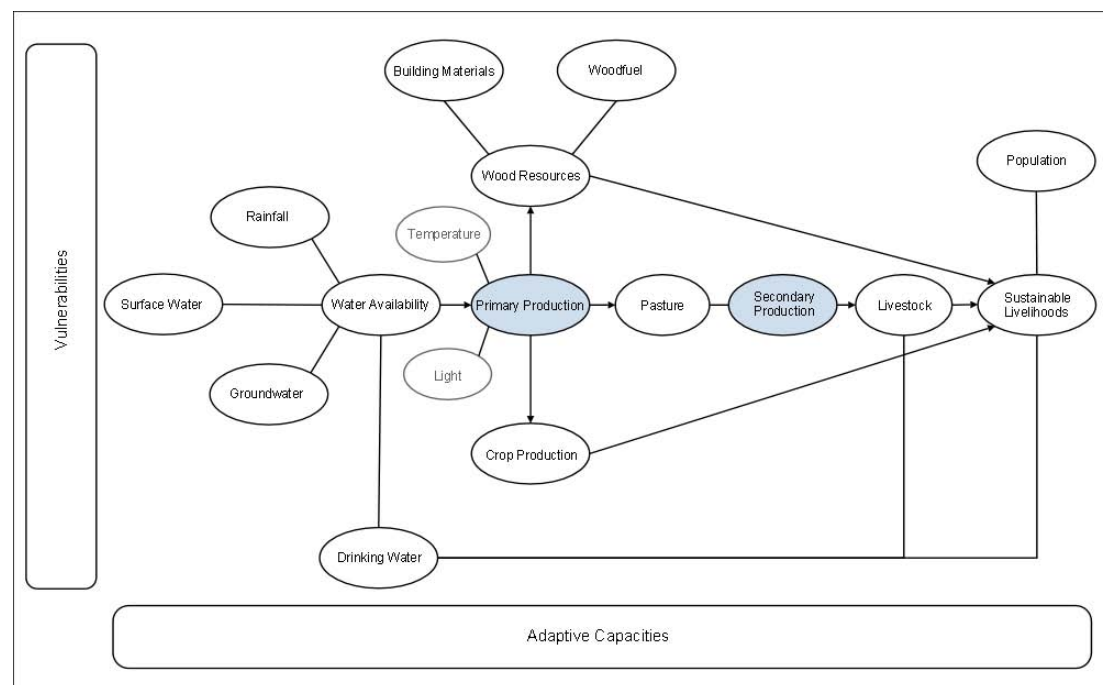 Building Materials
Woodfuel
Wood Resources
Population
Rainfall
Temperature
Surface Water
Water Availability
Primary Production
Pasture
Secondary
Production
Livestock
Sustainable
Livelihoods
Light
Groundwater
Crop Production
Drinking Water
Vulnerabilities
Adaptive Capacities